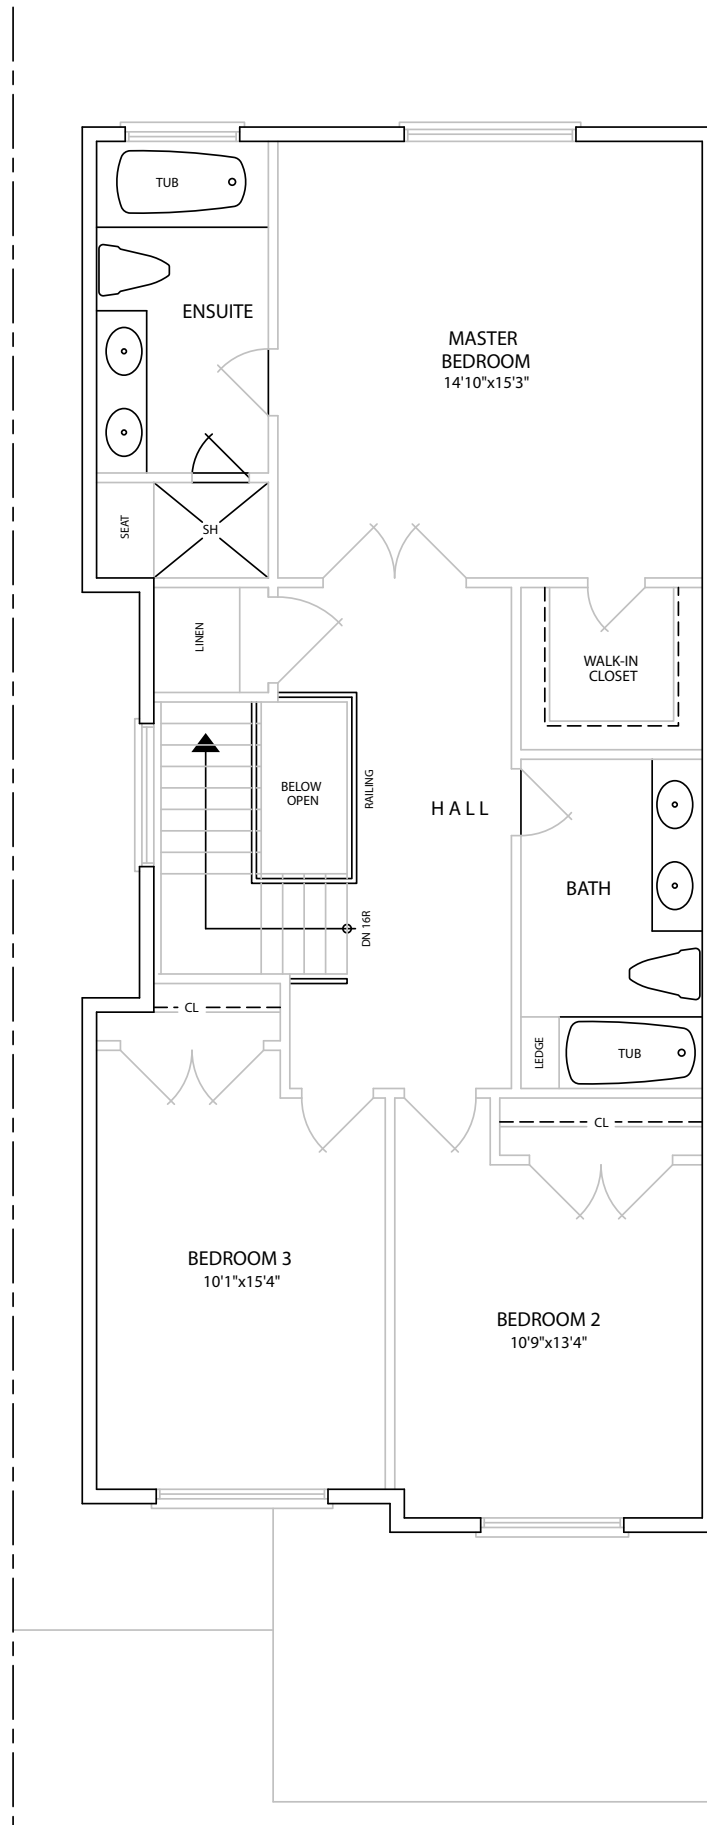 TUB
ENSUITE
MASTER
BEDROOM
14'10"x15'3"
SEAT
SH
LINEN
WALK-IN
CLOSET
BELOW
OPEN
RAILING
HALL
BATH
DN 16R
CL
LEDGE
TUB
CL
BEDROOM 3
10'1"x15'4"
BEDROOM 2
10'9"x13'4"